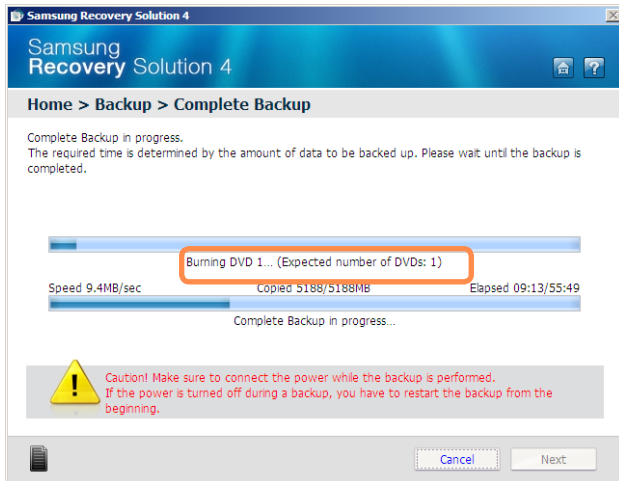 Samsung Recovery Solution 4
Samsung
Recovery Solution 4
?
Home > Backup > Complete Backup
Complete Backup in progress.
The required time is determined by the amount of data to be backed up. Please wait until the backup is
completed.
Burning DVD 1... (Expected number of DVDs: 1)
Speed 9.4MB/sec Copied 5188/5188MB Elapsed 09:13/55:49
Complete Backup in progress...
Caution! Make sure to connect the power while the backup is performed.
If the power is turned off during a backup, you have to restart the backup from the
beginning.
Cancel Next